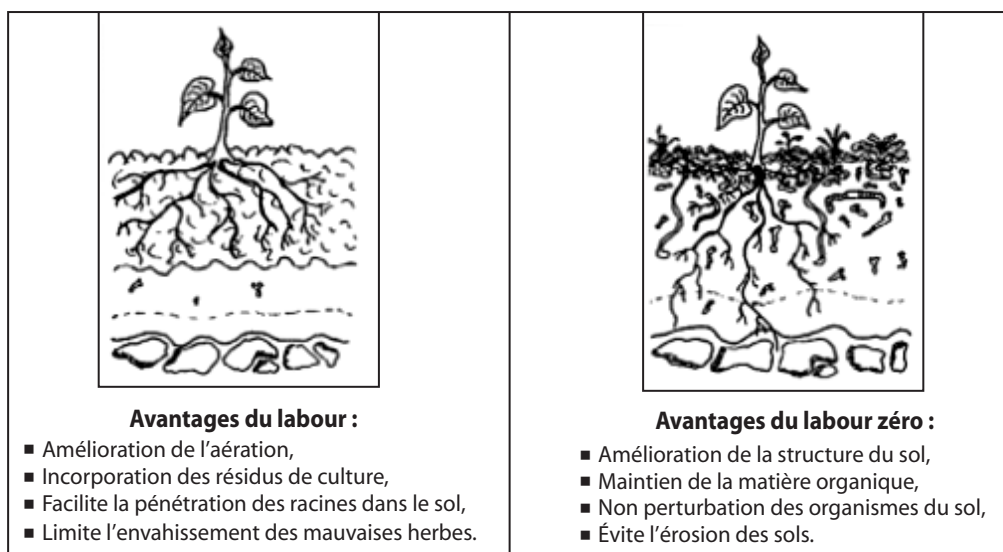 Avantages du labour :
■ Amélioration de l’aération,
■ Incorporation des résidus de culture,
■ Facilite la pénétration des racines dans le sol,
■ Limite l’envahissement des mauvaises herbes.
Avantages du labour zéro :
■ Amélioration de la structure du sol,
■ Maintien de la matière organique,
■ Non perturbation des organismes du sol,
■ Évite l’érosion des sols.